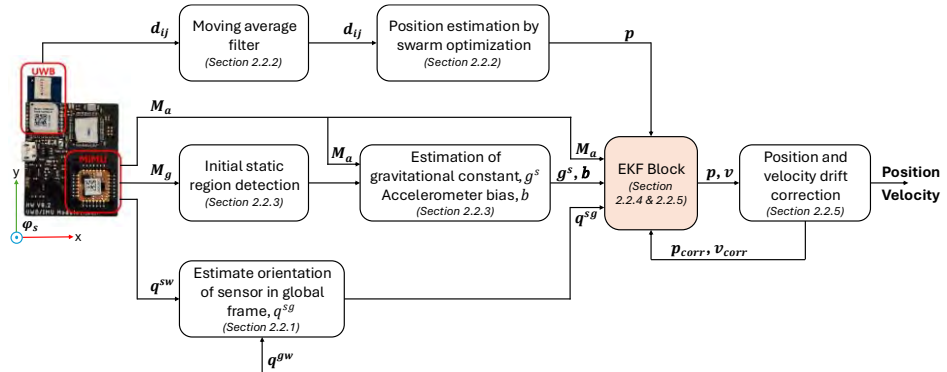 d_ij
Moving average
filter
(Section 2.2.2)
d_ij
Position estimation by
swarm optimization
(Section 2.2.2)
p
UWB
M_a
MIMU
M_g
Initial static
region detection
(Section 2.2.3)
M_a
Estimation of
gravitational constant, g^s
Accelerometer bias, b
(Section 2.2.3)
M_a
g^s, b
q^sg
EKF Block
(Section
2.2.4 & 2.2.5)
p, v
Position and
velocity drift
correction
(Section 2.2.5)
Position
Velocity
p_corr, v_corr
y
φ_s
x
q^sw
Estimate orientation
of sensor in global
frame, q^sg
(Section 2.2.1)
q^gw